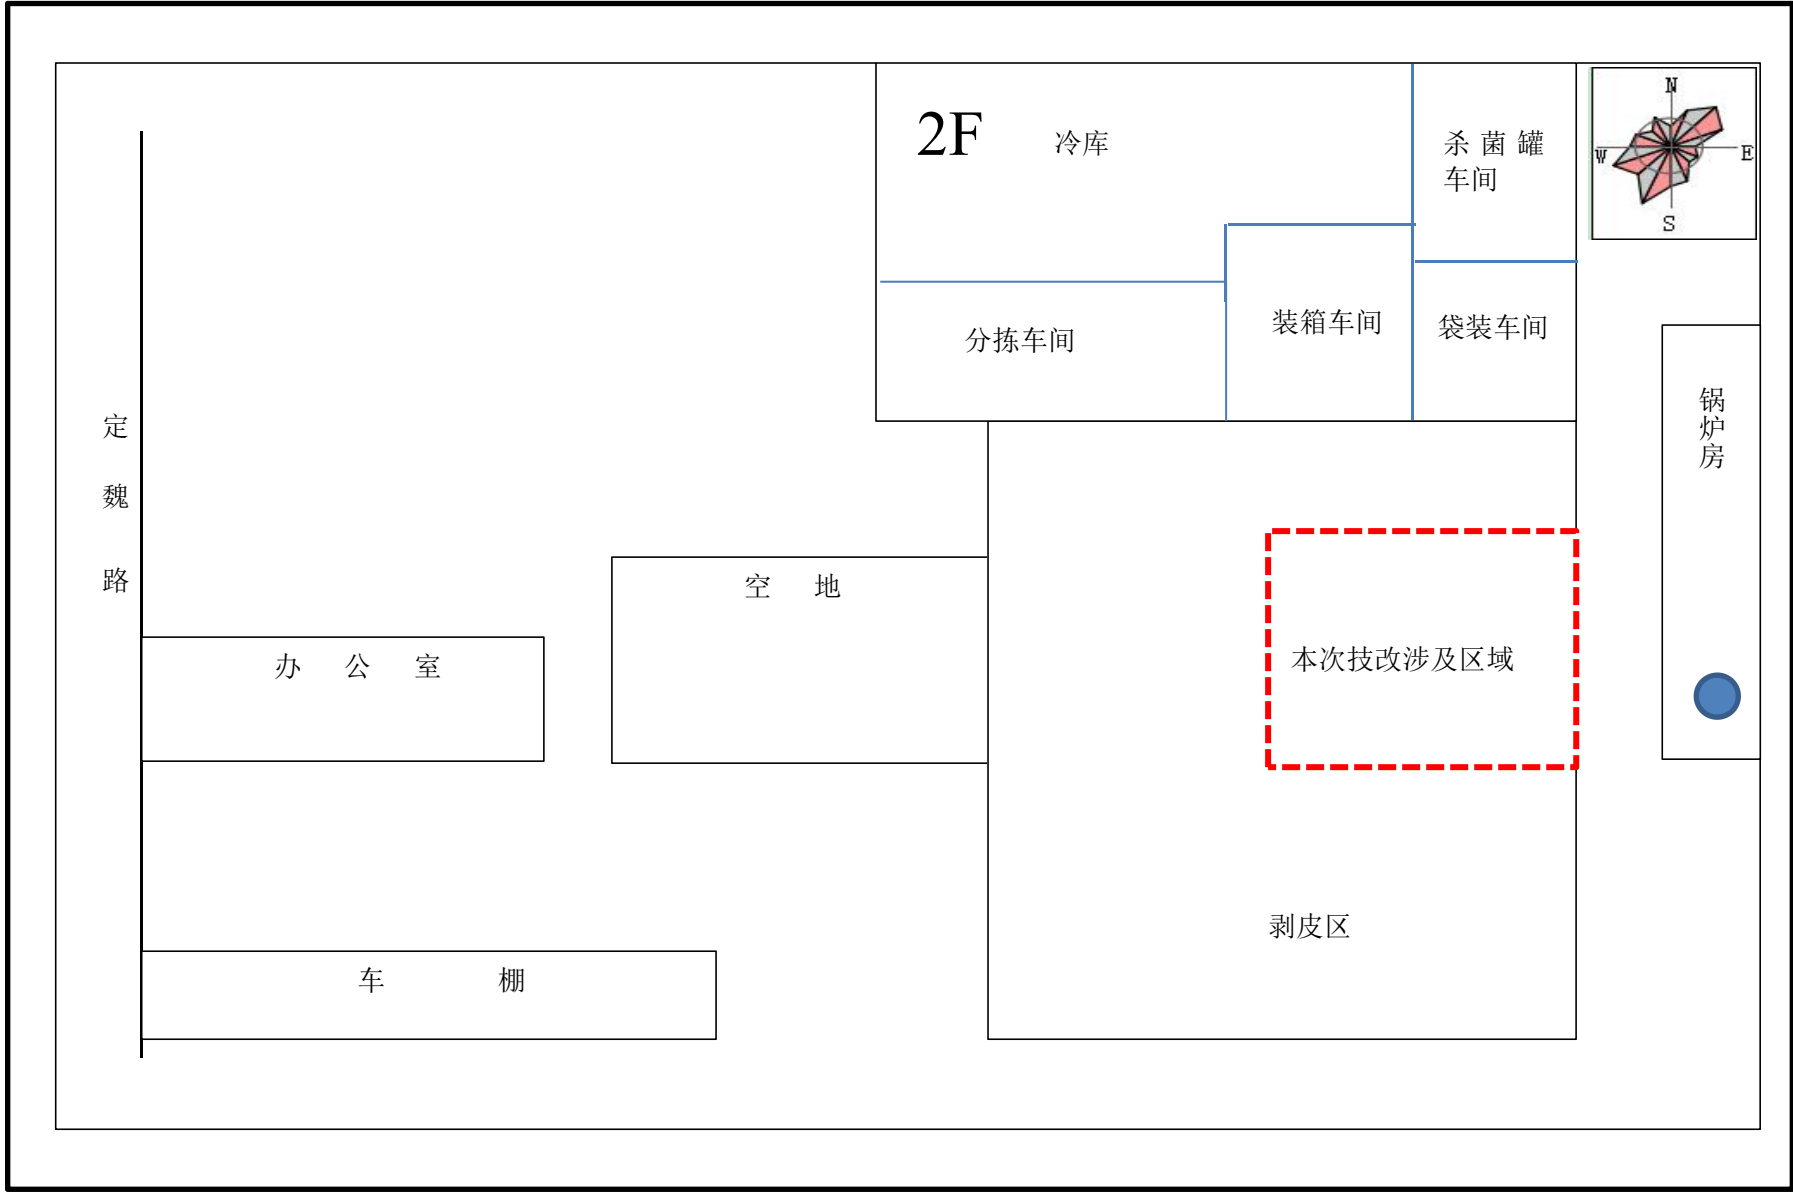 N
W
E
S
2F
冷库
杀菌罐
车间
分拣车间
装箱车间
袋装车间
锅炉房
定魏路
空地
办公室
本次技改涉及区域
剥皮区
车棚